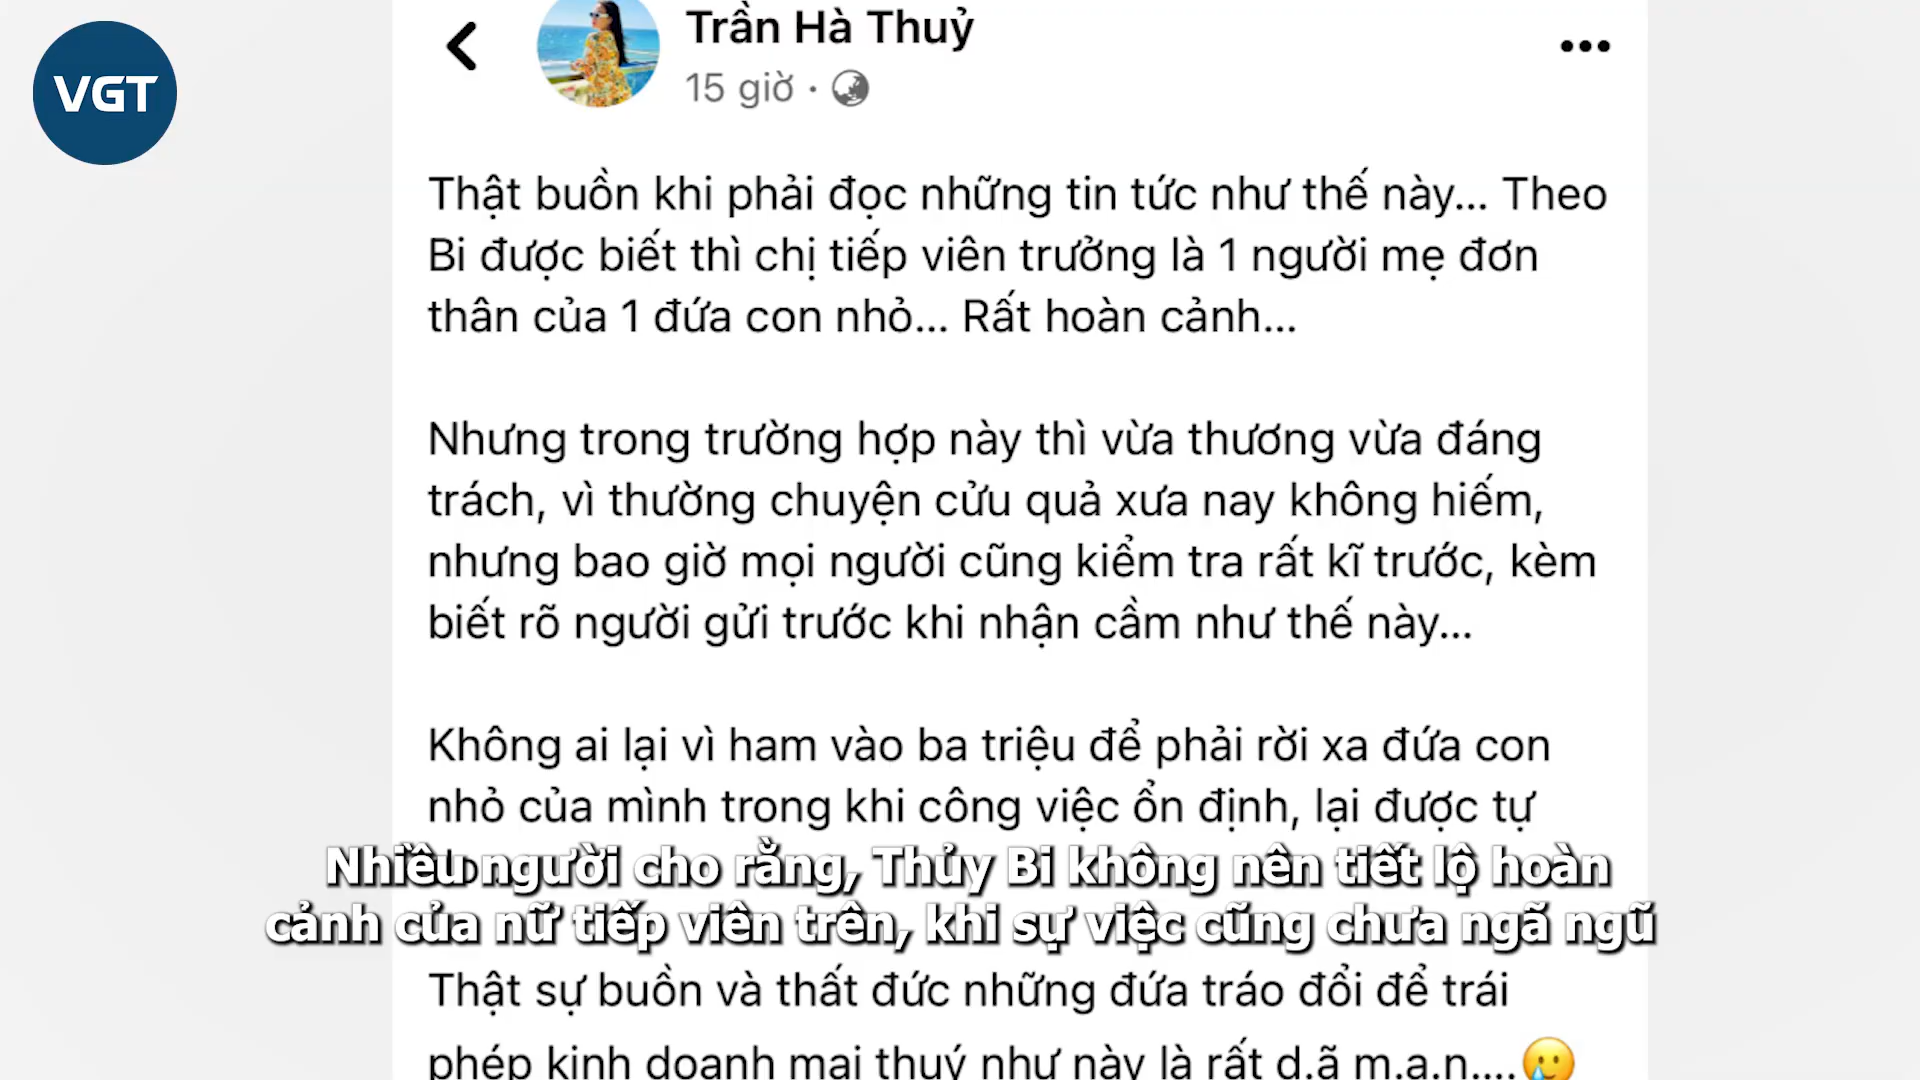 VGT
Trần Hà Thuỷ
15 giờ ·
Thật buồn khi phải đọc những tin tức như thế này... Theo
Bi được biết thì chị tiếp viên trưởng là 1 người mẹ đơn
thân của 1 đứa con nhỏ... Rất hoàn cảnh...
Nhưng trong trường hợp này thì vừa thương vừa đáng
trách, vì thường chuyện cửu quả xưa nay không hiếm,
nhưng bao giờ mọi người cũng kiểm tra rất kĩ trước, kèm
biết rõ người gửi trước khi nhận cầm như thế này...
Không ai lại vì ham vào ba triệu để phải rời xa đứa con
nhỏ của mình trong khi công việc ổn định, lại được tự
Nhiều người cho rằng, Thủy Bi không nên tiết lộ hoàn
cảnh của nữ tiếp viên trên, khi sự việc cũng chưa ngã ngũ
Thật sự buồn và thất đức những đứa tráo đổi để trái
phép kinh doanh mai thuý như này là rất d.ã m.a.n....🥲